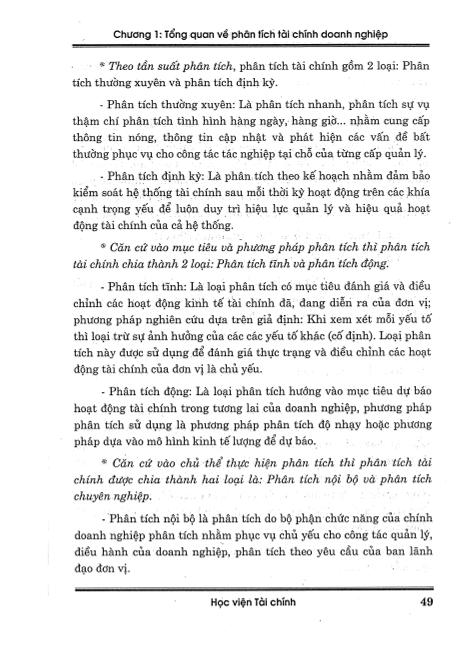 Chương 1: Tổng quan về phân tích tài chính doanh nghiệp
* Theo tần suất phân tích, phân tích tài chính gồm 2 loại: Phân
tích thường xuyên và phân tích định kỳ.
- Phân tích thường xuyên: Là phân tích nhanh, phân tích sự vụ
thậm chí phân tích tình hình hàng ngày, hàng giờ... nhằm cung cấp
thông tin nóng, thông tin cập nhật và phát hiện các vấn đề bất
thường phục vụ cho công tác tác nghiệp tại chỗ của từng cấp quản lý.
- Phân tích định kỳ: Là phân tích theo kế hoạch nhằm đảm bảo
kiểm soát hệ thống tài chính sau mỗi thời kỳ hoạt động trên các khía
cạnh trọng yếu để luôn duy trì hiệu lực quản lý và hiệu quả hoạt
động tài chính của cả hệ thống.
* Căn cứ vào mục tiêu và phương pháp phân tích thì phân tích
tài chính chia thành 2 loại: Phân tích tĩnh và phân tích động.
- Phân tích tĩnh: Là loại phân tích có mục tiêu đánh giá và điều
chỉnh các hoạt động kinh tế tài chính đã, đang diễn ra của đơn vị;
phương pháp nghiên cứu dựa trên giả định: Khi xem xét mỗi yếu tố
thì loại trừ sự ảnh hưởng của các các yếu tố khác (cố định). Loại phân
tích này được sử dụng để đánh giá thực trạng và điều chỉnh các hoạt
động tài chính của đơn vị là chủ yếu.
- Phân tích động: Là loại phân tích hướng vào mục tiêu dự báo
hoạt động tài chính trong tương lai của doanh nghiệp, phương pháp
phân tích sử dụng là phương pháp phân tích độ nhạy hoặc phương
pháp dựa vào mô hình kinh tế lượng để dự báo.
* Căn cứ vào chủ thể thực hiện phân tích thì phân tích tài
chính được chia thành hai loại là: Phân tích nội bộ và phân tích
chuyên nghiệp.
- Phân tích nội bộ là phân tích do bộ phận chức năng của chính
doanh nghiệp phân tích nhằm phục vụ chủ yếu cho công tác quản lý,
điều hành của doanh nghiệp, phân tích theo yêu cầu của ban lãnh
đạo đơn vị.
Học viện Tài chính
49